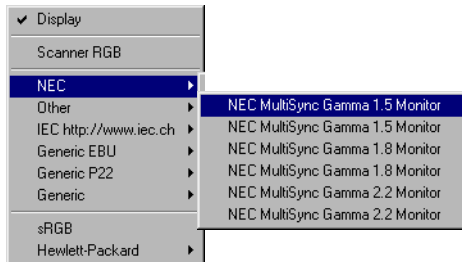 Display
Scanner RGB
NEC
Other
IEC http://www.iec.ch
Generic EBU
Generic P22
Generic
sRGB
Hewlett-Packard
NEC MultiSync Gamma 1.5 Monitor
NEC MultiSync Gamma 1.5 Monitor
NEC MultiSync Gamma 1.8 Monitor
NEC MultiSync Gamma 1.8 Monitor
NEC MultiSync Gamma 2.2 Monitor
NEC MultiSync Gamma 2.2 Monitor